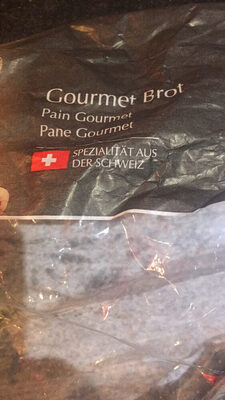 Gourmet Brot
Pain Gourmet
Pane Gourmet
SPEZIALITÄT AUS
DER SCHWEIZ